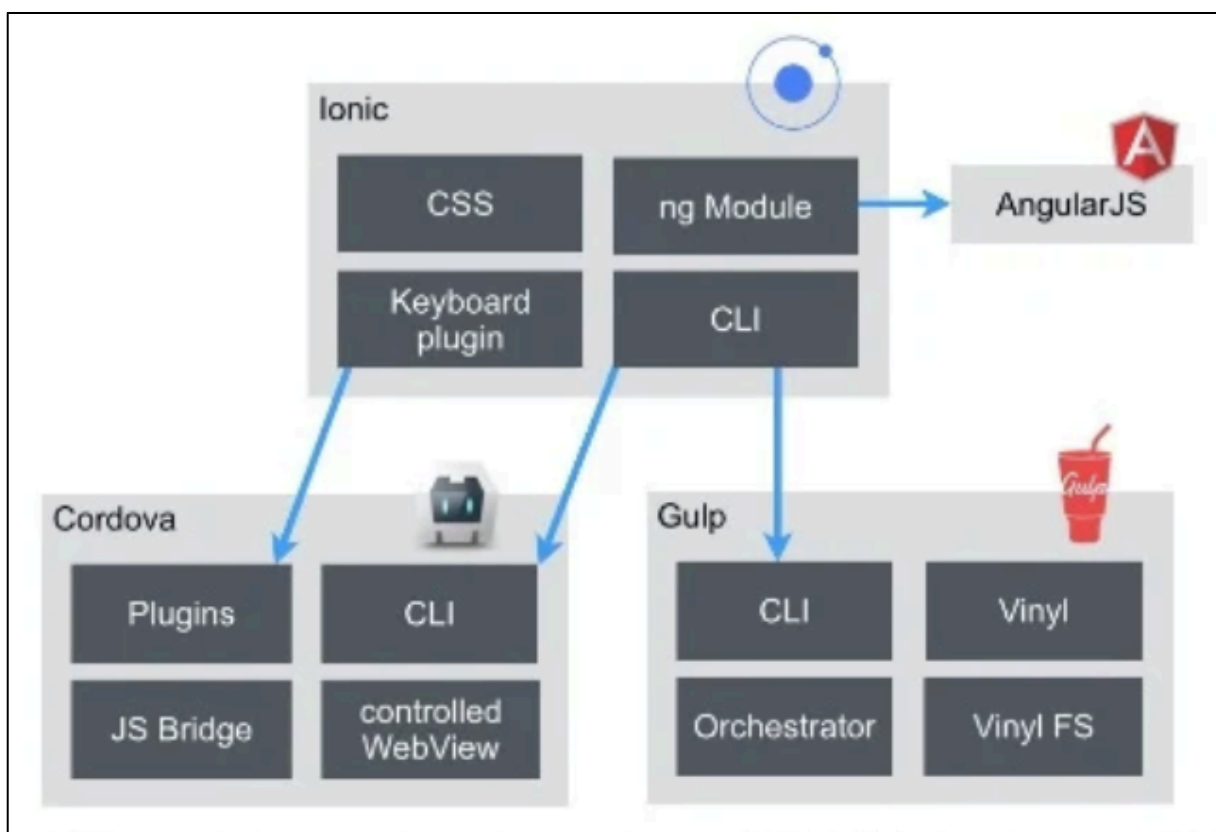 Ionic
CSS
ng Module
AngularJS
Keyboard
plugin
CLI
Cordova
Plugins
CLI
JS Bridge
controlled
WebView
Gulp
Gulp
CLI
Vinyl
Orchestrator
Vinyl FS